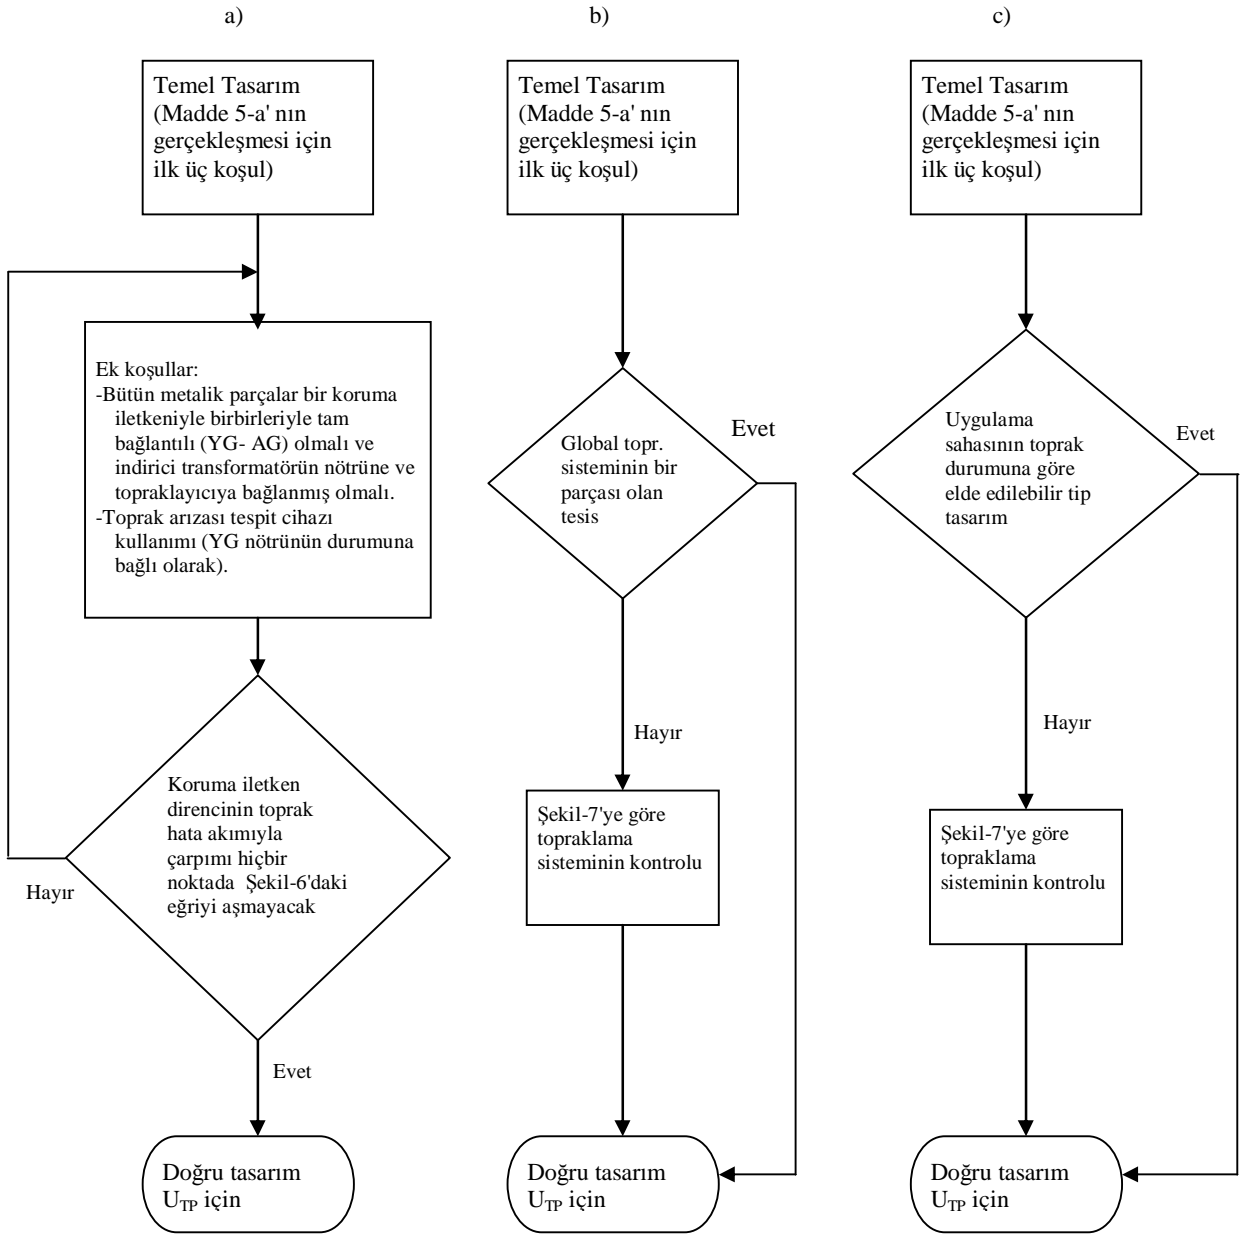 a)
Temel Tasarım
(Madde 5-a' nın
gerçekleşmesi için
ilk üç koşul)
Ek koşullar:
-Bütün metalik parçalar bir koruma
iletkeniyle birbirleriyle tam
bağlantılı (YG- AG) olmalı ve
indirici transformatörün nötrüne ve
topraklayıcıya bağlanmış olmalı.
-Toprak arızası tespit cihazı
kullanımı (YG nötrünün durumuna
bağlı olarak).
Koruma iletken
direncinin toprak
hata akımıyla
çarpımı hiçbir
noktada Şekil-6'daki
eğriyi aşmayacak
Hayır
Evet
Doğru tasarım
UTP için
b)
Temel Tasarım
(Madde 5-a' nın
gerçekleşmesi için
ilk üç koşul)
Global topr.
sisteminin bir
parçası olan
tesis
Evet
Hayır
Şekil-7'ye göre
topraklama
sisteminin kontrolu
Doğru tasarım
UTP için
c)
Temel Tasarım
(Madde 5-a' nın
gerçekleşmesi için
ilk üç koşul)
Uygulama
sahasının toprak
durumuna göre
elde edilebilir tip
tasarım
Evet
Hayır
Şekil-7'ye göre
topraklama
sisteminin kontrolu
Doğru tasarım
UTP için